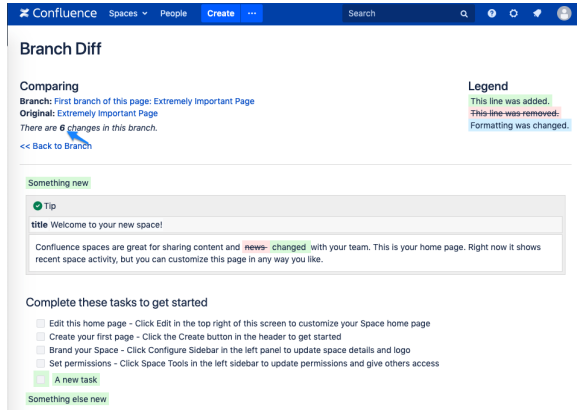 Confluence Spaces People Create ··· Search
Branch Diff
Comparing
Branch: First branch of this page: Extremely Important Page
Original: Extremely Important Page
There are 6 changes in this branch.
<< Back to Branch
Legend
This line was added.
This line was removed.
Formatting was changed.
Something new
Tip
title Welcome to your new space!
Confluence spaces are great for sharing content and news changed with your team. This is your home page. Right now it shows
recent space activity, but you can customize this page in any way you like.
Complete these tasks to get started
Edit this home page - Click Edit in the top right of this screen to customize your Space home page
Create your first page - Click the Create button in the header to get started
Brand your Space - Click Configure Sidebar in the left panel to update space details and logo
Set permissions - Click Space Tools in the left sidebar to update permissions and give others access
A new task
Something else new